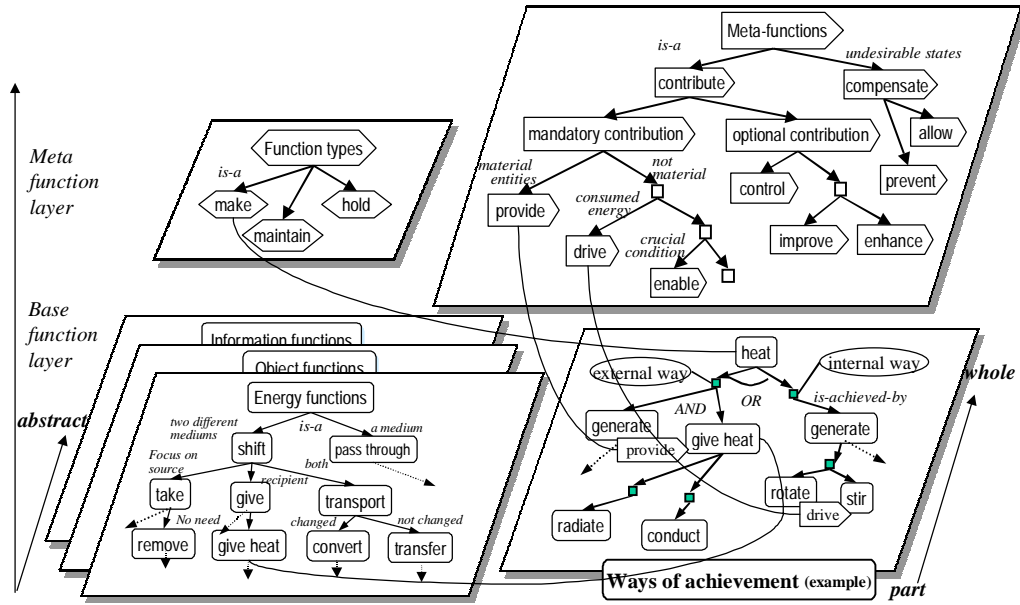 Meta-functions
is-a
undesirable states
contribute
compensate
mandatory contribution
optional contribution
allow
prevent
material
entities
not
material
control
provide
consumed
energy
drive
crucial
condition
enable
improve
enhance
Meta
function
layer
Function types
is-a
make
hold
maintain
Base
function
layer
Information functions
Object functions
Energy functions
two different
mediums
is-a
a medium
shift
pass through
Focus on
source
recipient
both
take
give
transport
No need
changed
not changed
remove
give heat
convert
transfer
abstract
heat
external way
internal way
whole
AND
OR
is-achieved-by
generate
give heat
generate
provide
rotate
stir
drive
radiate
conduct
Ways of achievement (example)
part